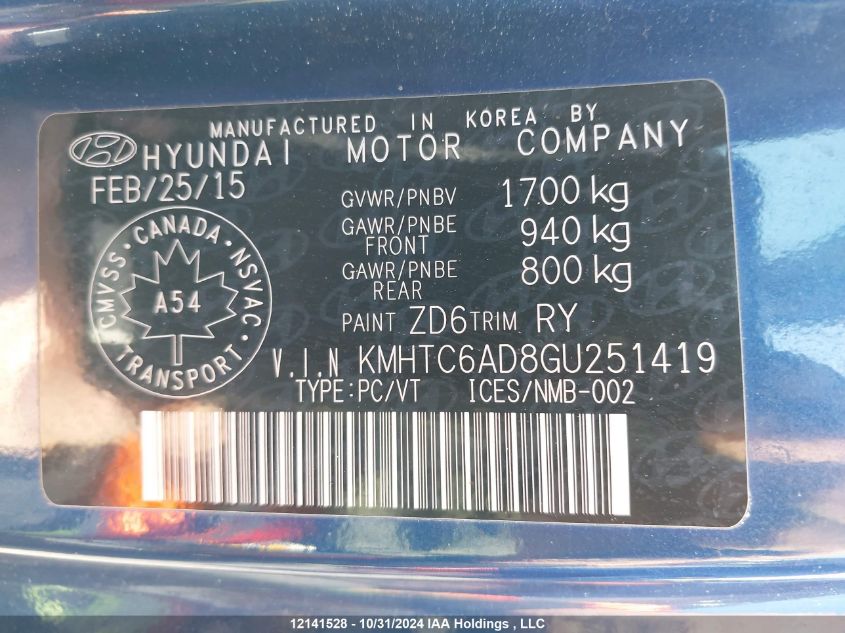 MANUFACTURED IN KOREA BY
HYUNDAI MOTOR COMPANY
FEB/25/15
GVWR/PNBV 1700 kg
GAWR/PNBE FRONT 940 kg
GAWR/PNBE REAR 800 kg
CMVSS · CANADA · NSVAC
A54
TRANSPORT
PAINT ZD6 TRIM RY
V.I.N KMHTC6AD8GU251419
TYPE:PC/VT ICES/NMB-002
12141528 - 10/31/2024 IAA Holdings , LLC